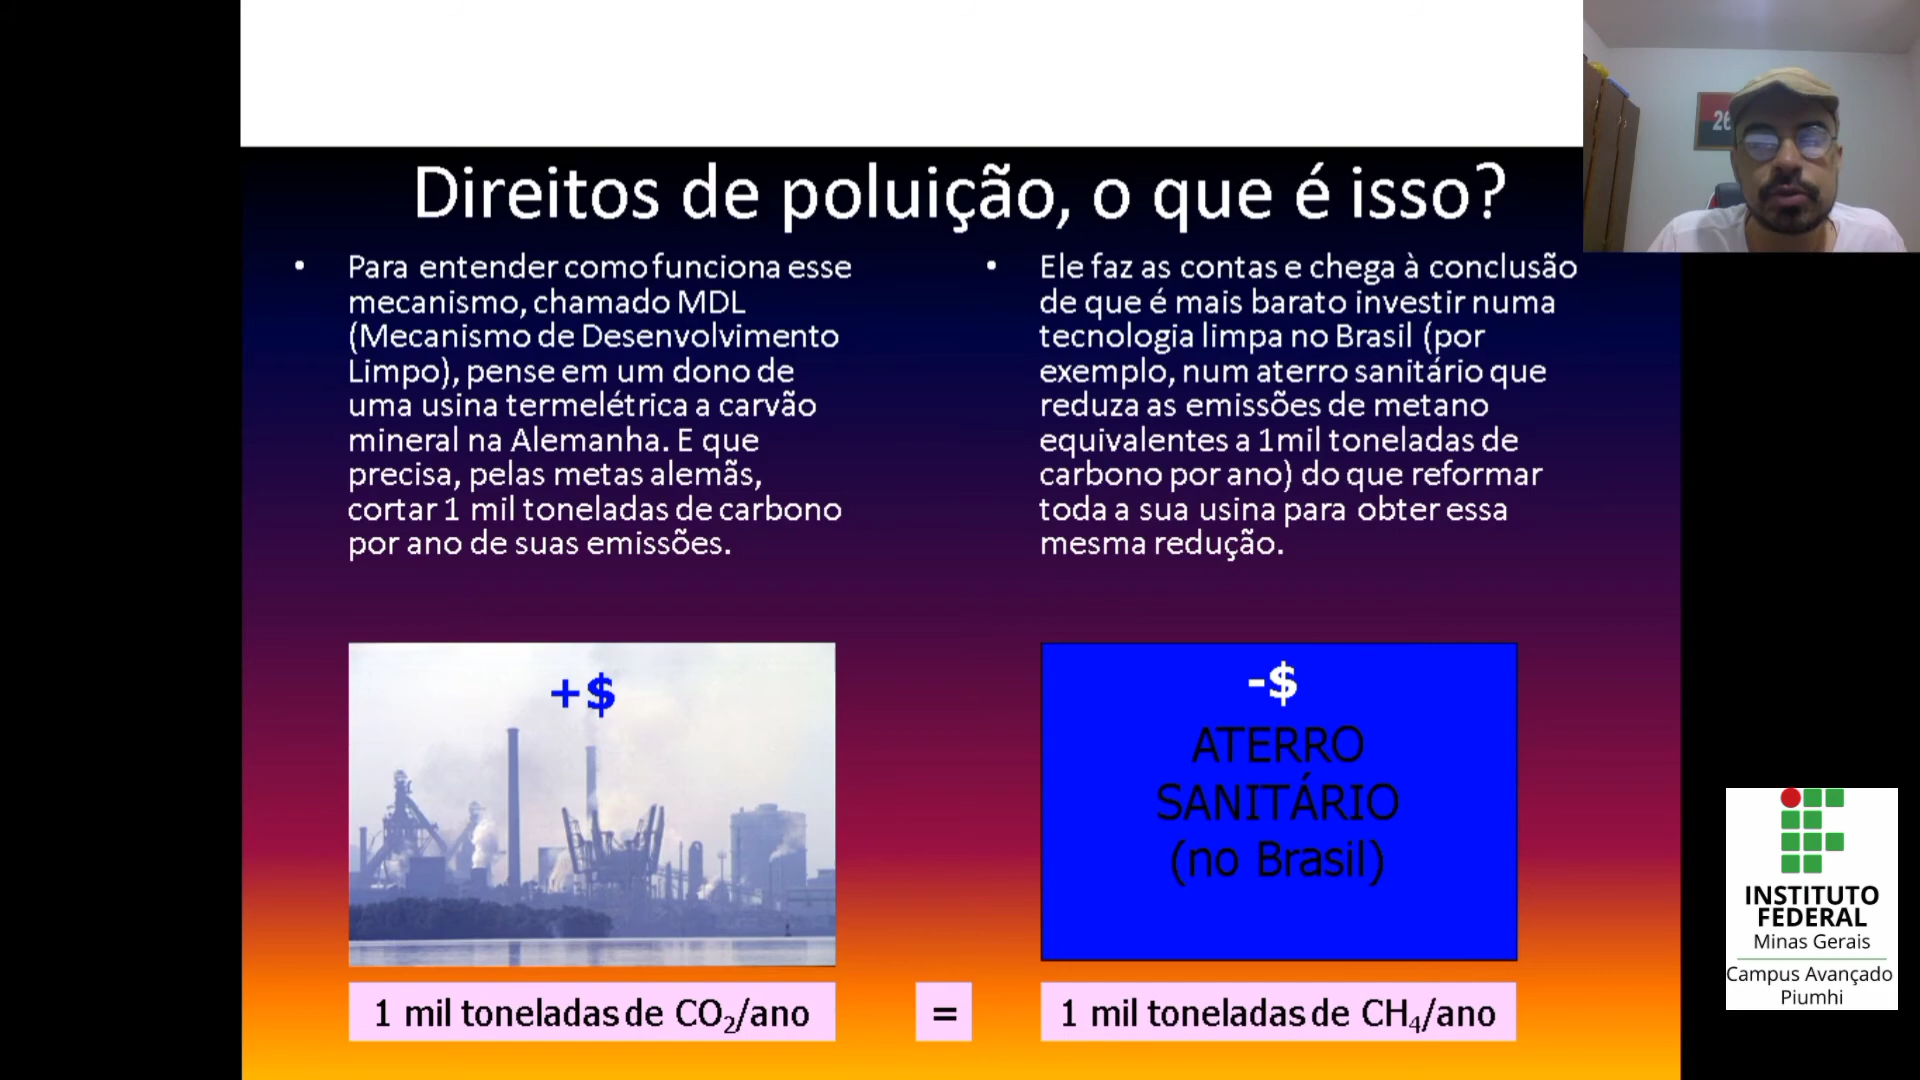 Direitos de poluição, o que é isso?
• Para entender como funciona esse
mecanismo, chamado MDL
(Mecanismo de Desenvolvimento
Limpo), pense em um dono de
uma usina termelétrica a carvão
mineral na Alemanha. E que
precisa, pelas metas alemãs,
cortar 1 mil toneladas de carbono
por ano de suas emissões.
• Ele faz as contas e chega à conclusão
de que é mais barato investir numa
tecnologia limpa no Brasil (por
exemplo, num aterro sanitário que
reduza as emissões de metano
equivalentes a 1mil toneladas de
carbono por ano) do que reformar
toda a sua usina para obter essa
mesma redução.
+$
-$
ATERRO
SANITÁRIO
(no Brasil)
1 mil toneladas de CO₂/ano
=
1 mil toneladas de CH₄/ano
26
INSTITUTO
FEDERAL
Minas Gerais
Campus Avançado
Piumhi